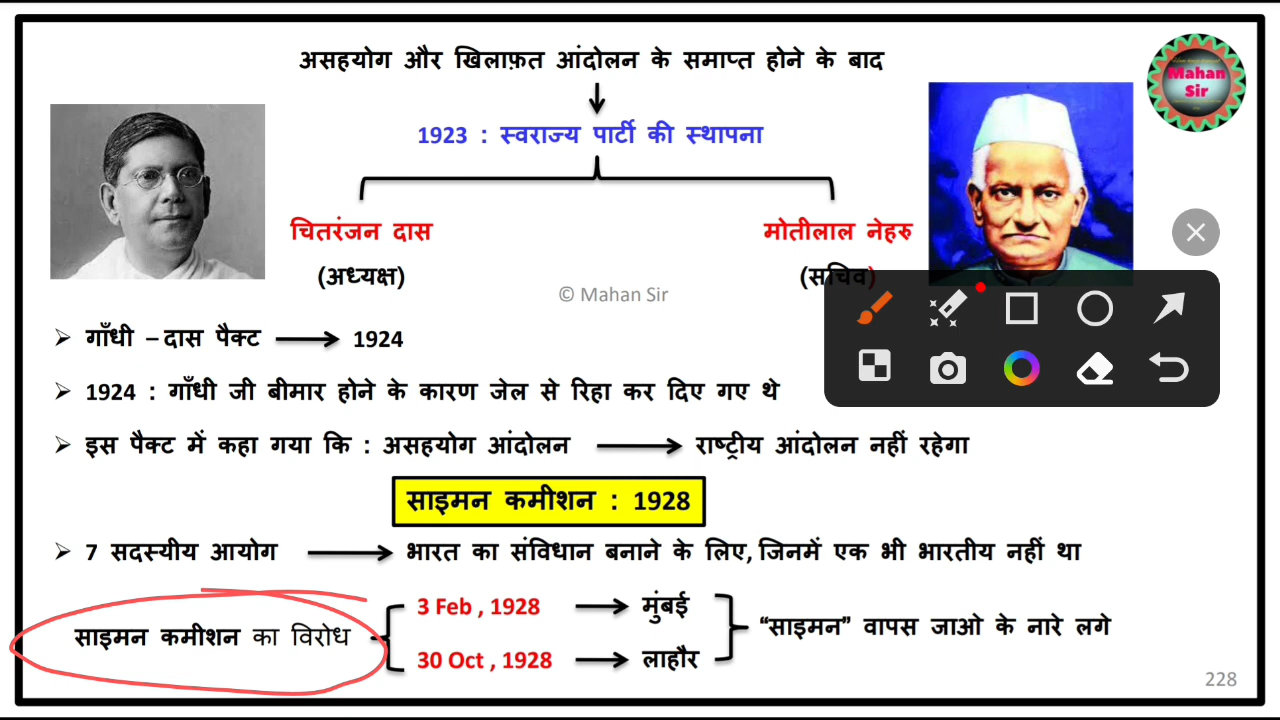 असहयोग और खिलाफ़त आंदोलन के समाप्त होने के बाद
Mahan
Sir
1923 : स्वराज्य पार्टी की स्थापना
चितरंजन दास
मोतीलाल नेहरु
(अध्यक्ष)
(सचिव)
© Mahan Sir
➢ गाँधी – दास पैक्ट → 1924
➢ 1924 : गाँधी जी बीमार होने के कारण जेल से रिहा कर दिए गए थे
➢ इस पैक्ट में कहा गया कि : असहयोग आंदोलन → राष्ट्रीय आंदोलन नहीं रहेगा
साइमन कमीशन : 1928
➢ 7 सदस्यीय आयोग → भारत का संविधान बनाने के लिए, जिनमें एक भी भारतीय नहीं था
3 Feb , 1928 → मुंबई
साइमन कमीशन का विरोध
“साइमन” वापस जाओ के नारे लगे
30 Oct , 1928 → लाहौर
228